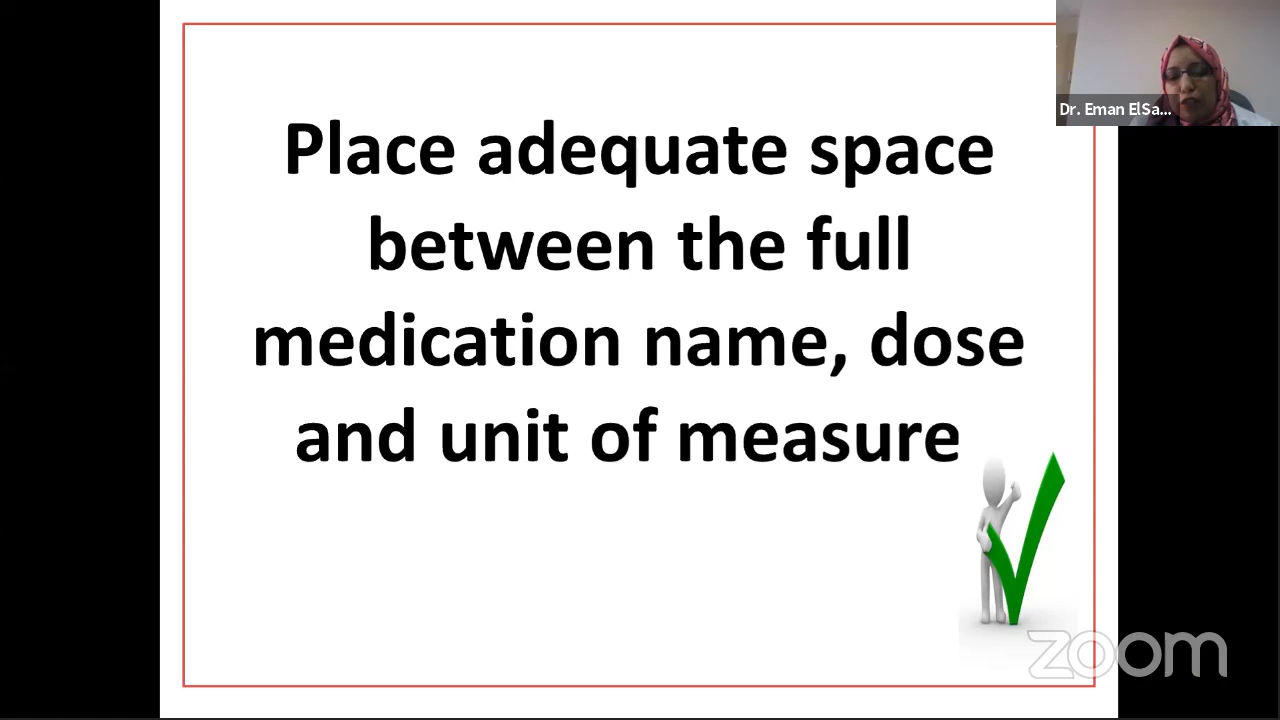 Dr. Eman ElSa...
Place adequate space
between the full
medication name, dose
and unit of measure
zoom